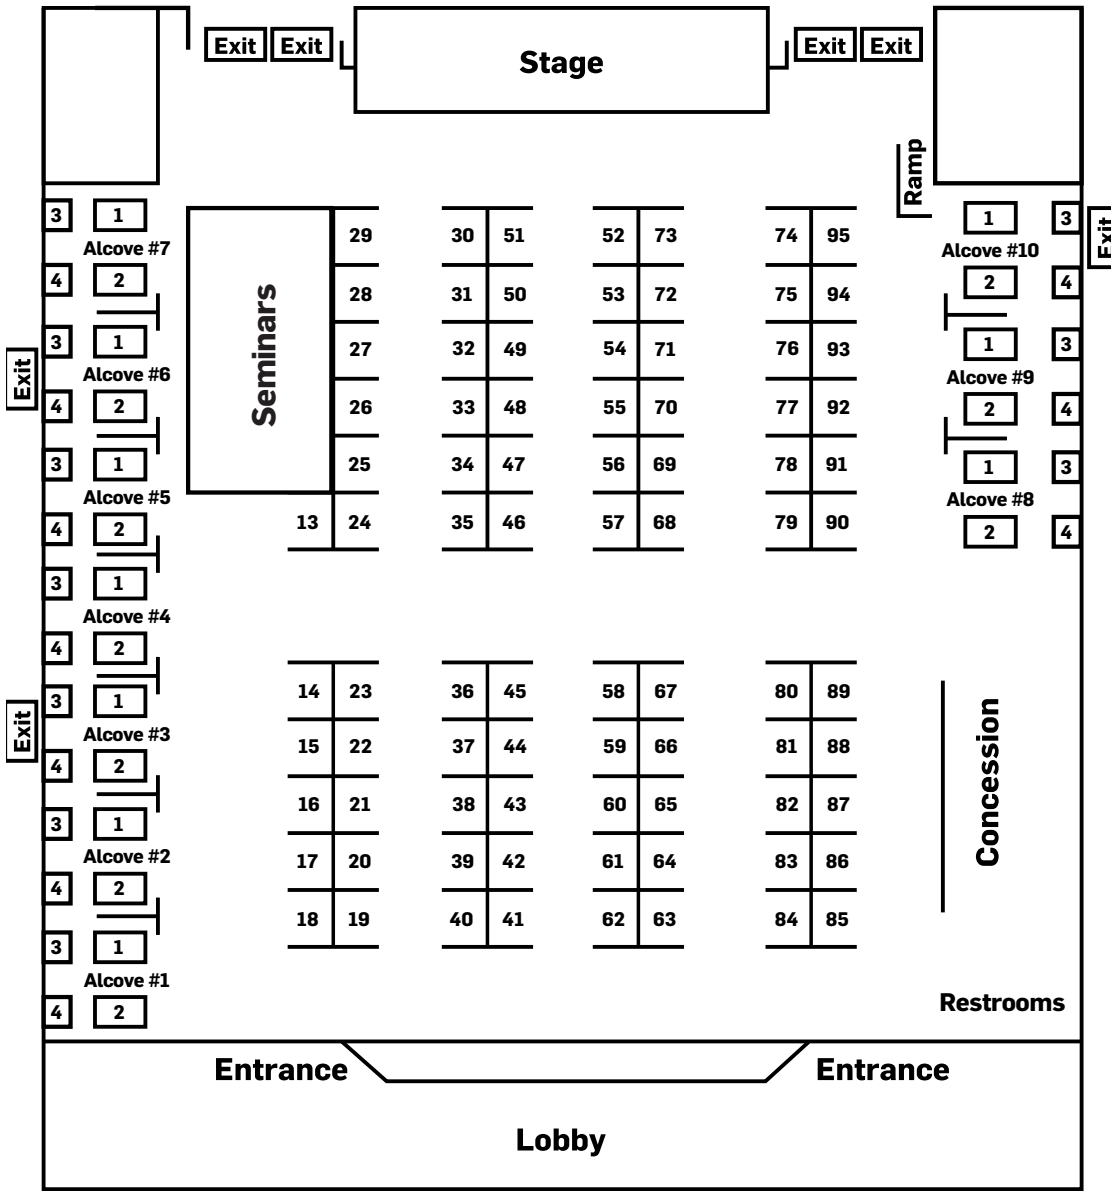 Exit Exit Stage Exit Exit
Ramp
3 1 1 3 Exit
Alcove #7 29 30 51 52 73 74 95 Alcove #10
4 2 28 31 50 53 72 75 94 2 4
Seminars
3 1 27 32 49 54 71 76 93 1 3
Exit Alcove #6 Alcove #9
4 2 26 33 48 55 70 77 92 2 4
3 1 25 34 47 56 69 78 91 1 3
Alcove #5 Alcove #8
4 2 13 24 35 46 57 68 79 90 2 4
3 1
Alcove #4
4 2
3 1 14 23 36 45 58 67 80 89
Exit Alcove #3 15 22 37 44 59 66 81 88
4 2
Concession
3 1 16 21 38 43 60 65 82 87
Alcove #2 17 20 39 42 61 64 83 86
4 2
3 1 18 19 40 41 62 63 84 85
Alcove #1
4 2 Restrooms
Entrance Entrance
Lobby